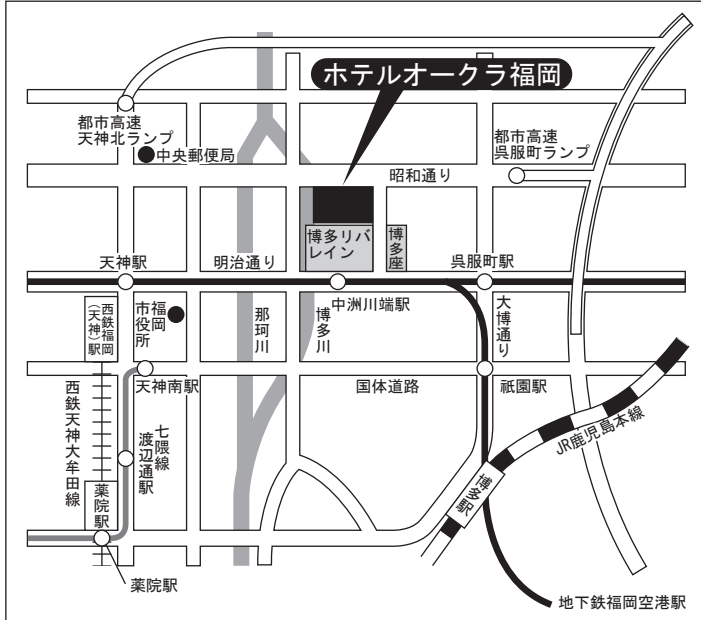 ホテルオークラ福岡
都市高速
天神北ランプ
中央郵便局
都市高速
呉服町ランプ
昭和通り
博多リバ
レイン
博多座
天神駅
明治通り
呉服町駅
中洲川端駅
西鉄福岡
(天神)駅
福岡
市役所
那珂川
博多川
大博通り
天神南駅
国体道路
祇園駅
西鉄天神大牟田線
七隈線
渡辺通駅
JR鹿児島本線
博多駅
薬院駅
薬院駅
地下鉄福岡空港駅